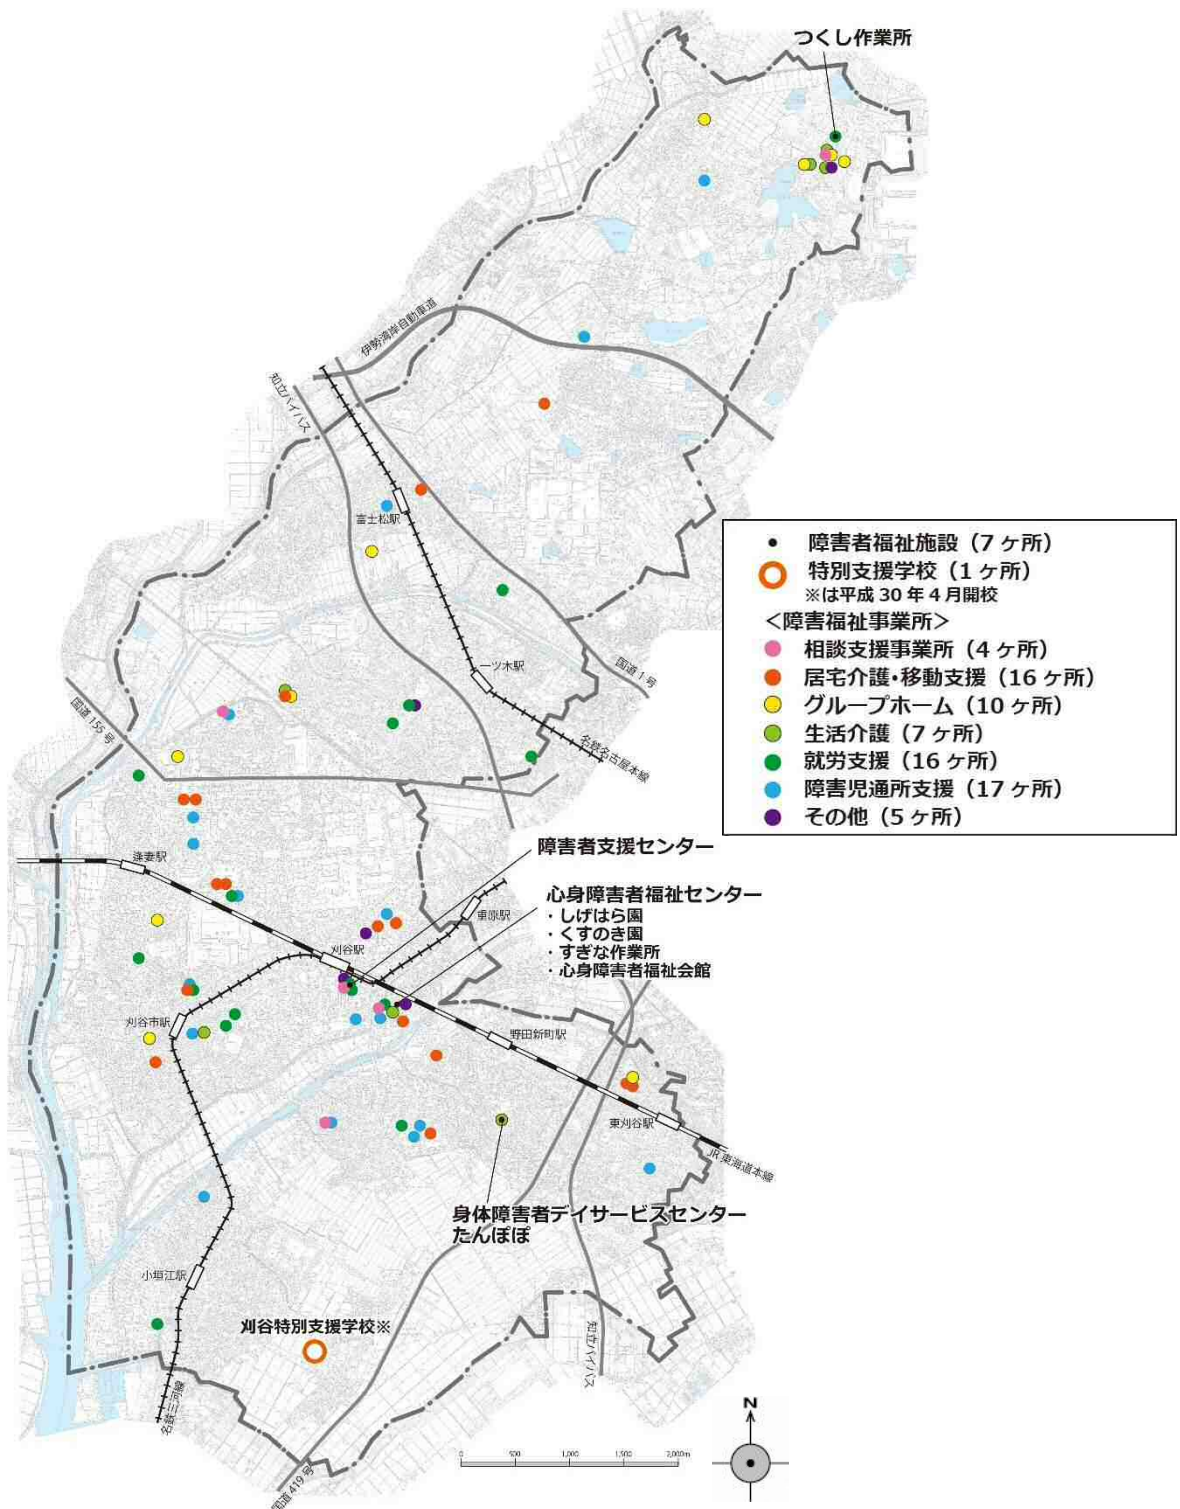 つくし作業所
伊勢湾岸自動車道
知立バイパス
富士松駅
一ツ木駅
国道1号
国道155号
名鉄名古屋本線
● 障害者福祉施設（7ヶ所）
特別支援学校（1ヶ所）
※は平成30年4月開校
＜障害福祉事業所＞
相談支援事業所（4ヶ所）
居宅介護・移動支援（16ヶ所）
グループホーム（10ヶ所）
生活介護（7ヶ所）
就労支援（16ヶ所）
障害児通所支援（17ヶ所）
その他（5ヶ所）
逢妻駅
障害者支援センター
心身障害者福祉センター
・しげはら園
・くすのき園
・すぎな作業所
・心身障害者福祉会館
重原駅
刈谷駅
刈谷市駅
野田新町駅
東刈谷駅
JR東海道本線
身体障害者デイサービスセンター
たんぽぽ
小垣江駅
刈谷特別支援学校※
知立バイパス
名鉄三河線
国道419号
0 500 1,000 1,500 2,000m
N